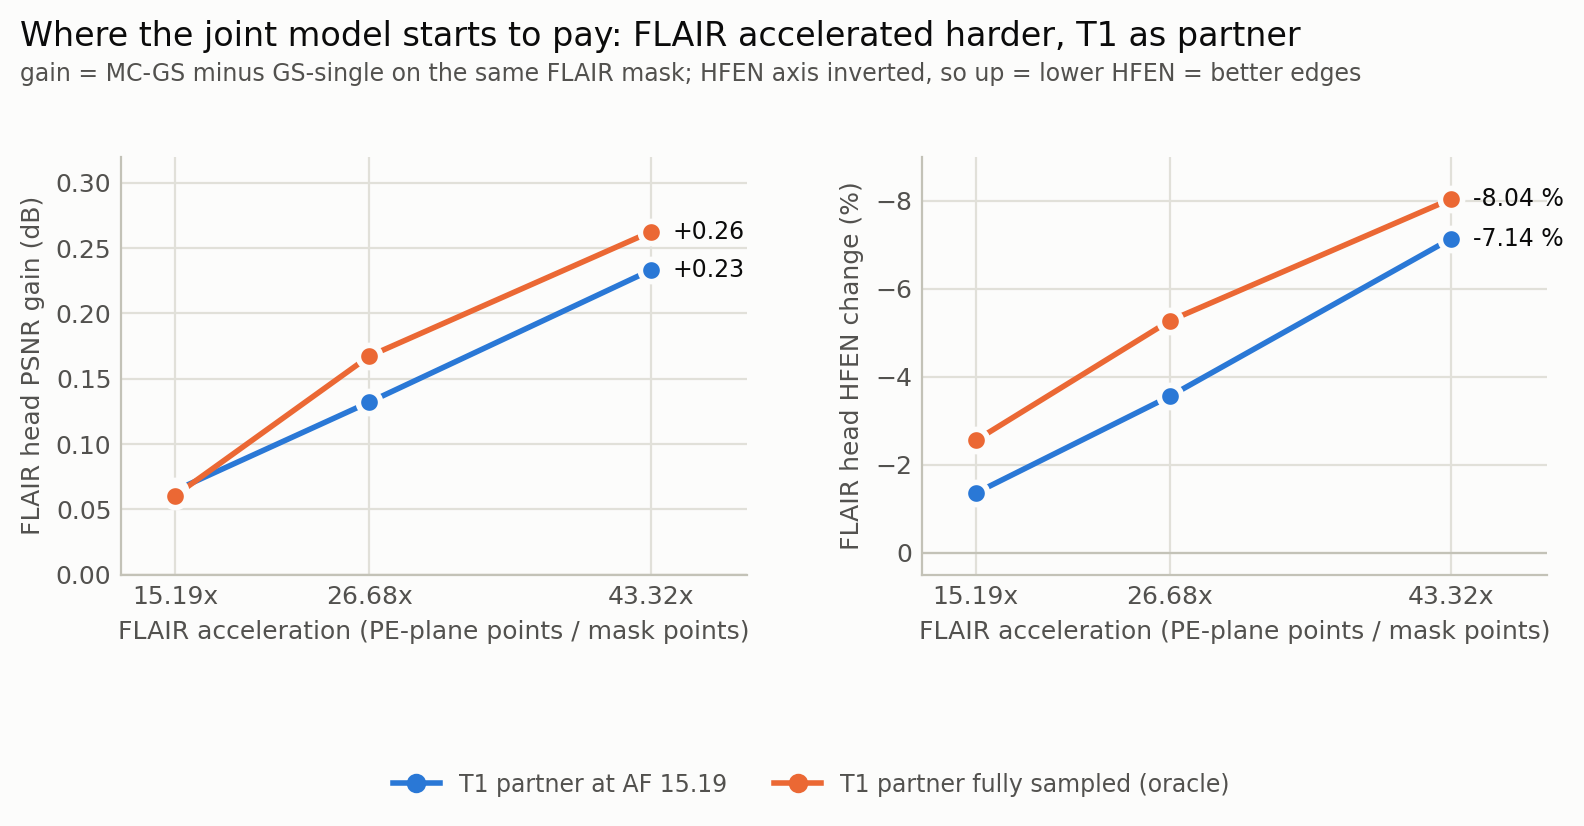 Where the joint model starts to pay: FLAIR accelerated harder, T1 as partner
gain = MC-GS minus GS-single on the same FLAIR mask; HFEN axis inverted, so up = lower HFEN = better edges
FLAIR head PSNR gain (dB)
0.30
0.25
0.20
0.15
0.10
0.05
0.00
+0.26
+0.23
15.19x
26.68x
43.32x
FLAIR acceleration (PE-plane points / mask points)
FLAIR head HFEN change (%)
−8
−6
−4
−2
0
-8.04 %
-7.14 %
15.19x
26.68x
43.32x
FLAIR acceleration (PE-plane points / mask points)
T1 partner at AF 15.19
T1 partner fully sampled (oracle)